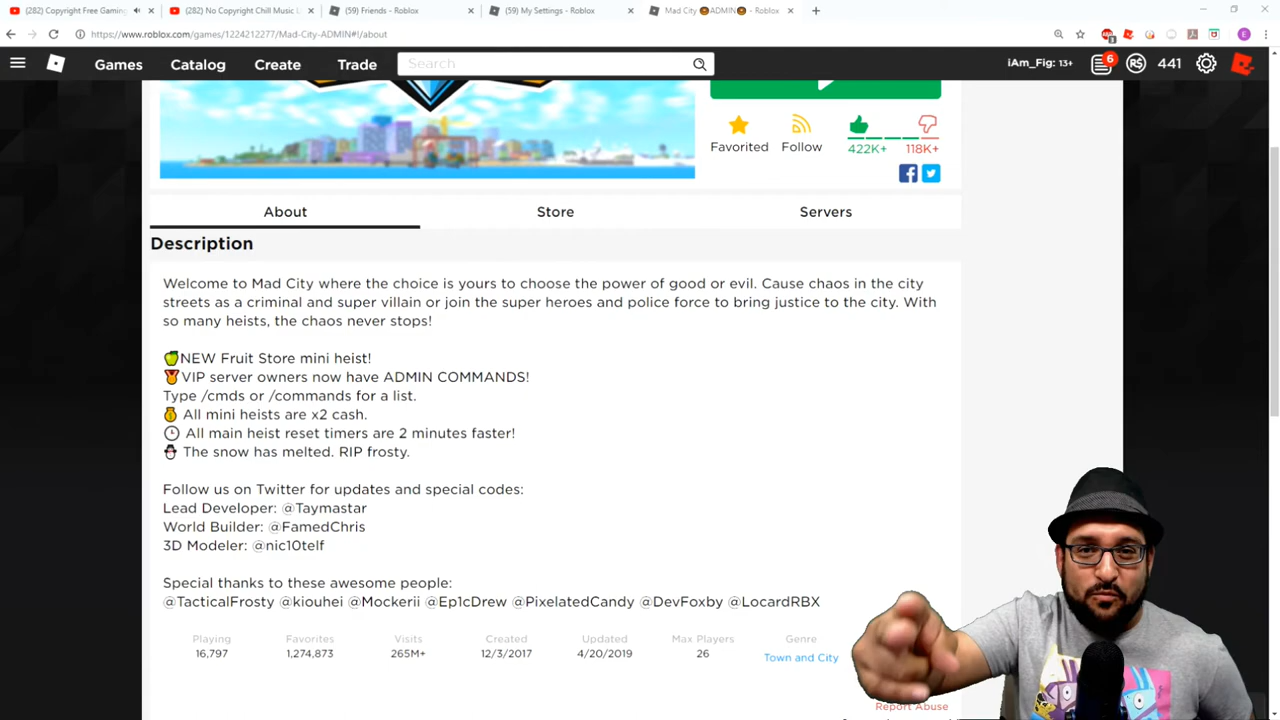 (282) Copyright Free Gaming
(282) No Copyright Chill Music
(59) Friends - Roblox
(59) My Settings - Roblox
Mad City 🍩ADMIN🍩 - Roblox
https://www.roblox.com/games/1224212277/Mad-City-ADMIN#!/about
Games
Catalog
Create
Trade
Search
iAm_Fig: 13+
6
441
Favorited
Follow
422K+
118K+
About
Store
Servers
Description
Welcome to Mad City where the choice is yours to choose the power of good or evil. Cause chaos in the city
streets as a criminal and super villain or join the super heroes and police force to bring justice to the city. With
so many heists, the chaos never stops!
🍏NEW Fruit Store mini heist!
🏅VIP server owners now have ADMIN COMMANDS!
Type /cmds or /commands for a list.
💰 All mini heists are x2 cash.
🕒 All main heist reset timers are 2 minutes faster!
⛄ The snow has melted. RIP frosty.
Follow us on Twitter for updates and special codes:
Lead Developer: @Taymastar
World Builder: @FamedChris
3D Modeler: @nic10telf
Special thanks to these awesome people:
@TacticalFrosty @kiouhei @Mockerii @Ep1cDrew @PixelatedCandy @DevFoxby @LocardRBX
Playing Favorites Visits Created Updated Max Players Genre
16,797 1,274,873 265M+ 12/3/2017 4/20/2019 26 Town and City
Report Abuse